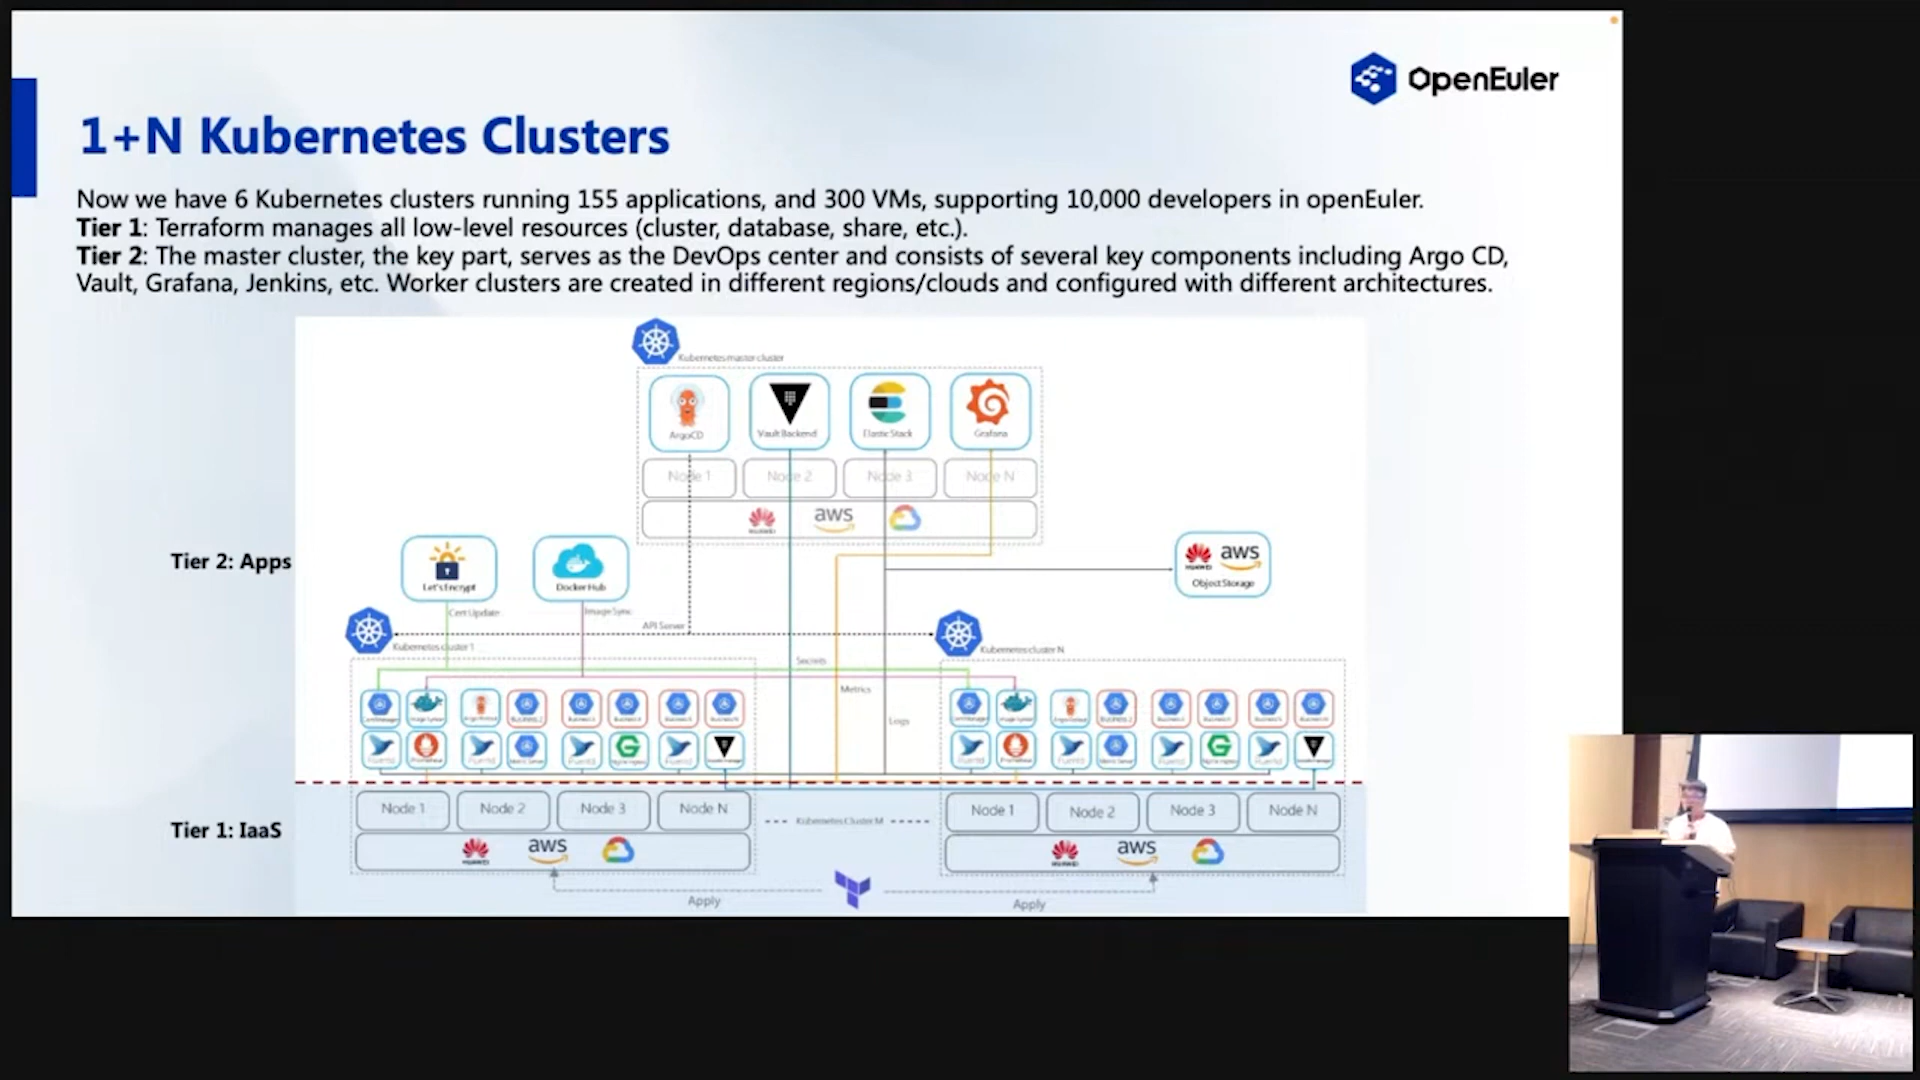 OpenEuler
1+N Kubernetes Clusters
Now we have 6 Kubernetes clusters running 155 applications, and 300 VMs, supporting 10,000 developers in openEuler.
Tier 1: Terraform manages all low-level resources (cluster, database, share, etc.).
Tier 2: The master cluster, the key part, serves as the DevOps center and consists of several key components including Argo CD,
Vault, Grafana, Jenkins, etc. Worker clusters are created in different regions/clouds and configured with different architectures.
Kubernetes master cluster
ArgoCD
Vault Backend
Elastic Stack
Grafana
Node 1
Node 2
Node 3
Node N
HUAWEI
aws
Tier 2: Apps
Let's Encrypt
Docker Hub
HUAWEI
aws
Object Storage
Cert Update
Image Sync
API Server
Kubernetes cluster 1
Kubernetes cluster N
Secrets
Metrics
Logs
Tier 1: IaaS
Node 1
Node 2
Node 3
Node N
Kubernetes Cluster M
Node 1
Node 2
Node 3
Node N
HUAWEI
aws
HUAWEI
aws
Apply
Apply